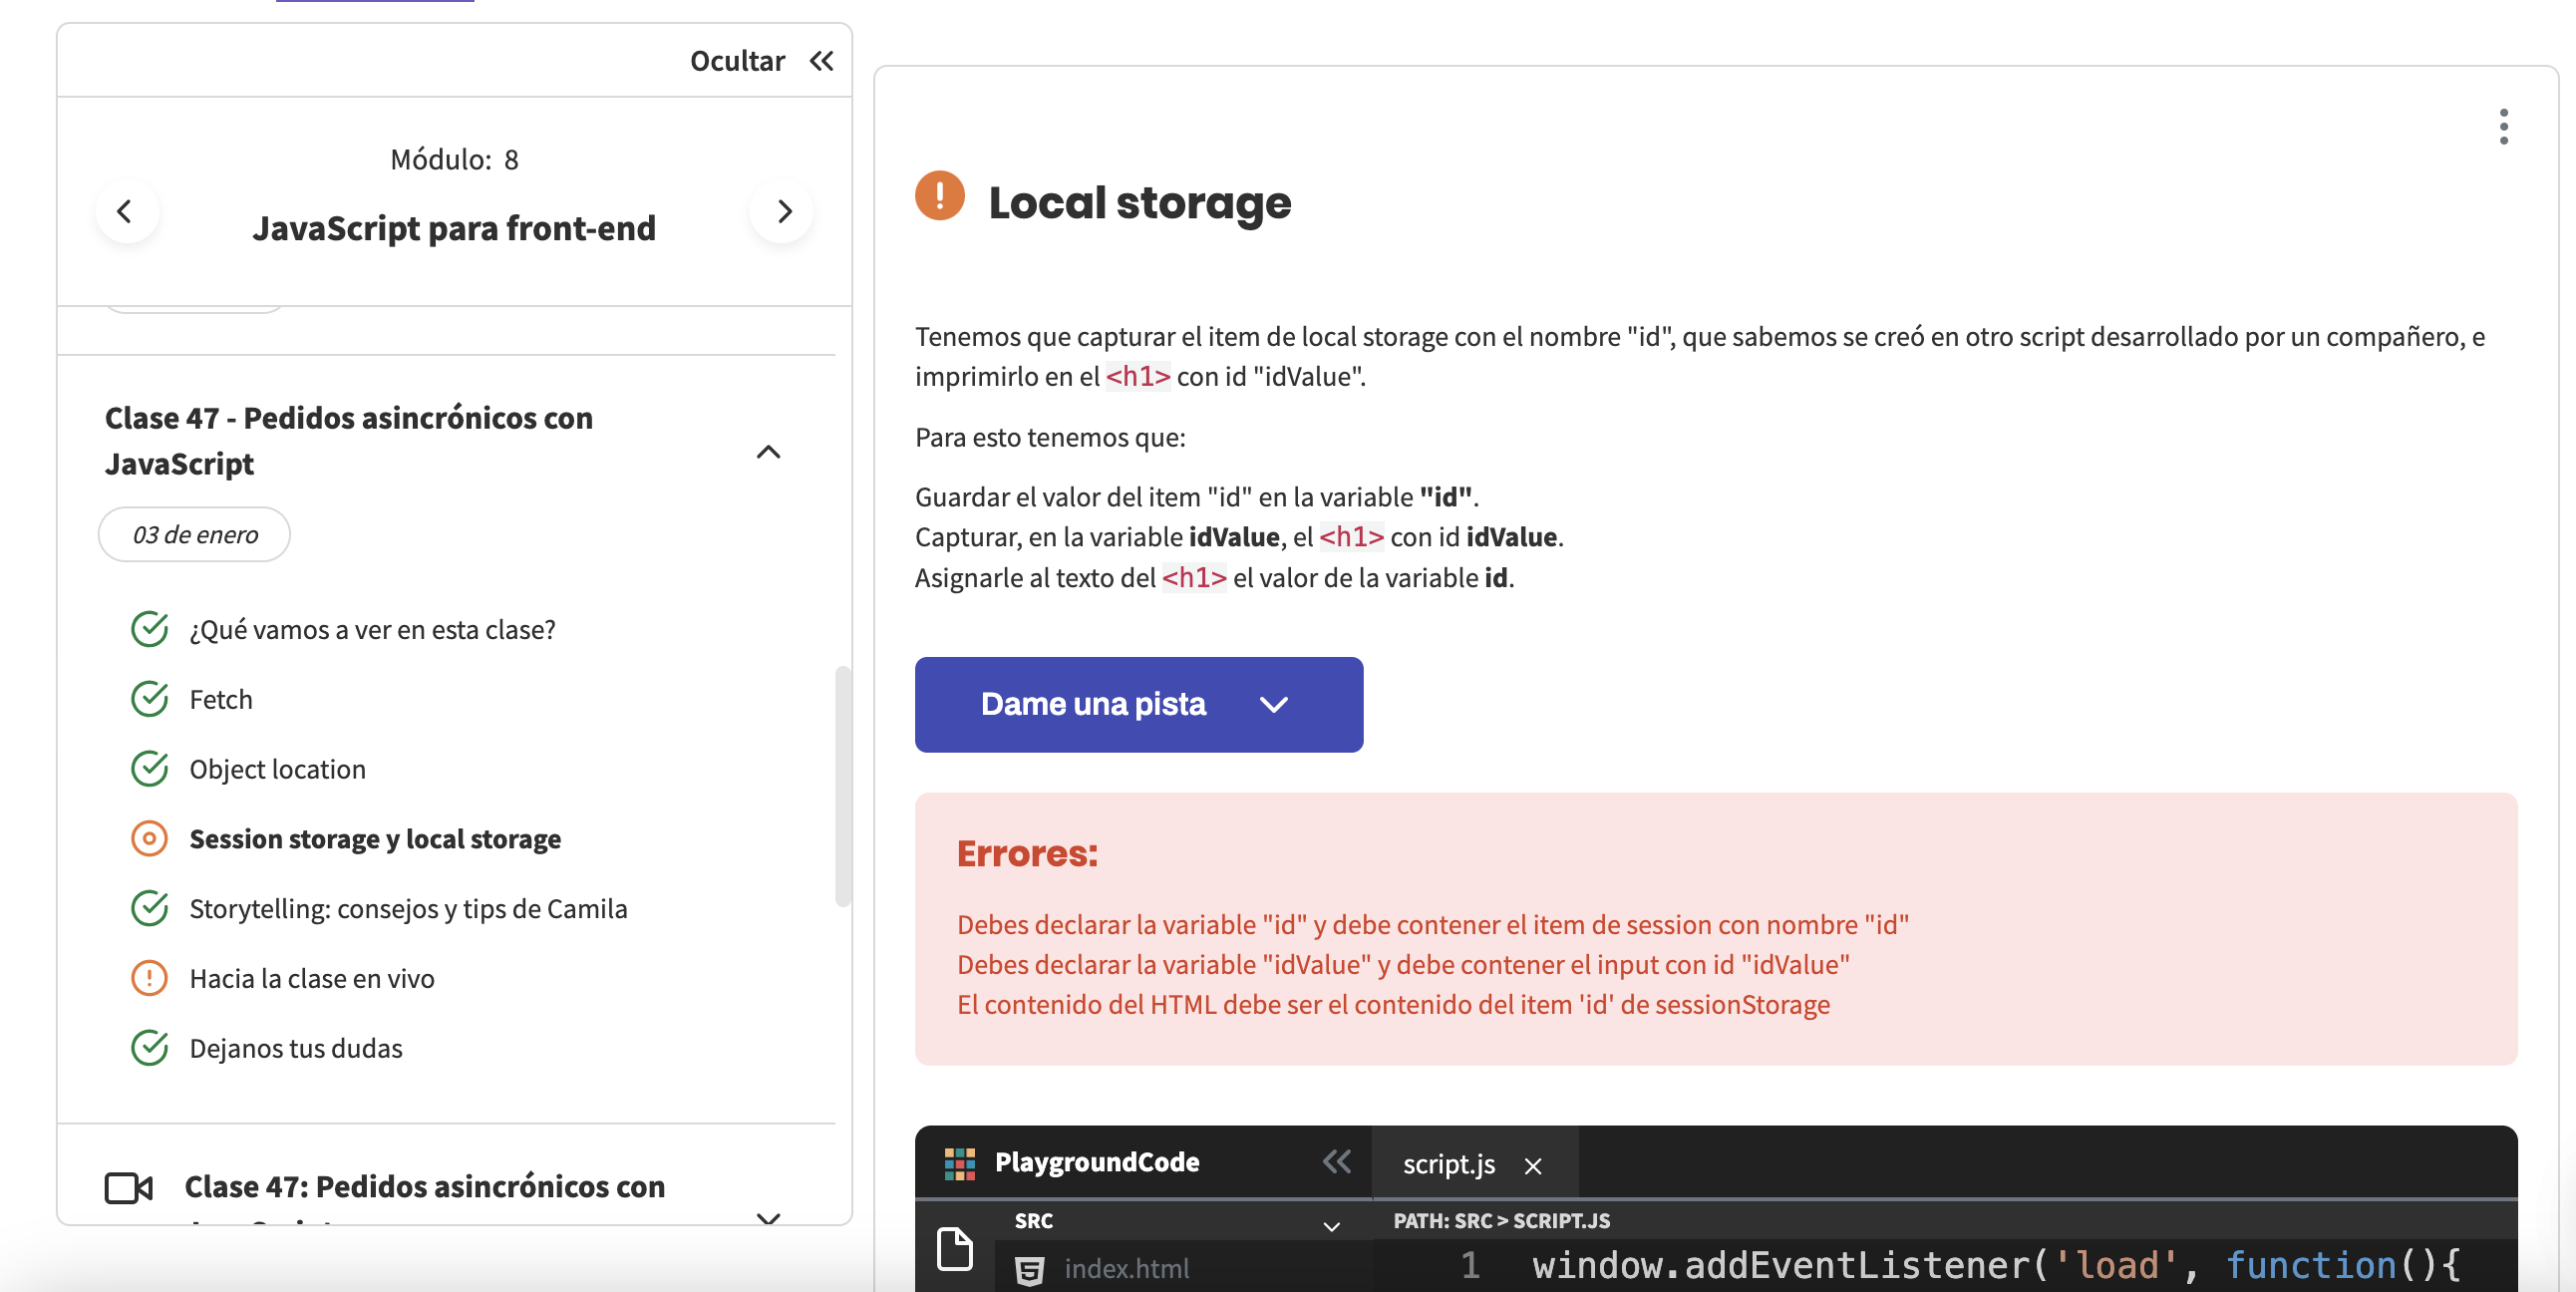 Ocultar
Módulo: 8
JavaScript para front-end
Clase 47 - Pedidos asincrónicos con
JavaScript
03 de enero
¿Qué vamos a ver en esta clase?
Fetch
Object location
Session storage y local storage
Storytelling: consejos y tips de Camila
Hacia la clase en vivo
Dejanos tus dudas
Clase 47: Pedidos asincrónicos con
Local storage
Tenemos que capturar el item de local storage con el nombre "id", que sabemos se creó en otro script desarrollado por un compañero, e
imprimirlo en el <h1> con id "idValue".
Para esto tenemos que:
Guardar el valor del item "id" en la variable "id".
Capturar, en la variable idValue, el <h1> con id idValue.
Asignarle al texto del <h1> el valor de la variable id.
Dame una pista
Errores:
Debes declarar la variable "id" y debe contener el item de session con nombre "id"
Debes declarar la variable "idValue" y debe contener el input con id "idValue"
El contenido del HTML debe ser el contenido del item 'id' de sessionStorage
PlaygroundCode
script.js
SRC
PATH: SRC > SCRIPT.JS
index.html
1 window.addEventListener('load', function(){